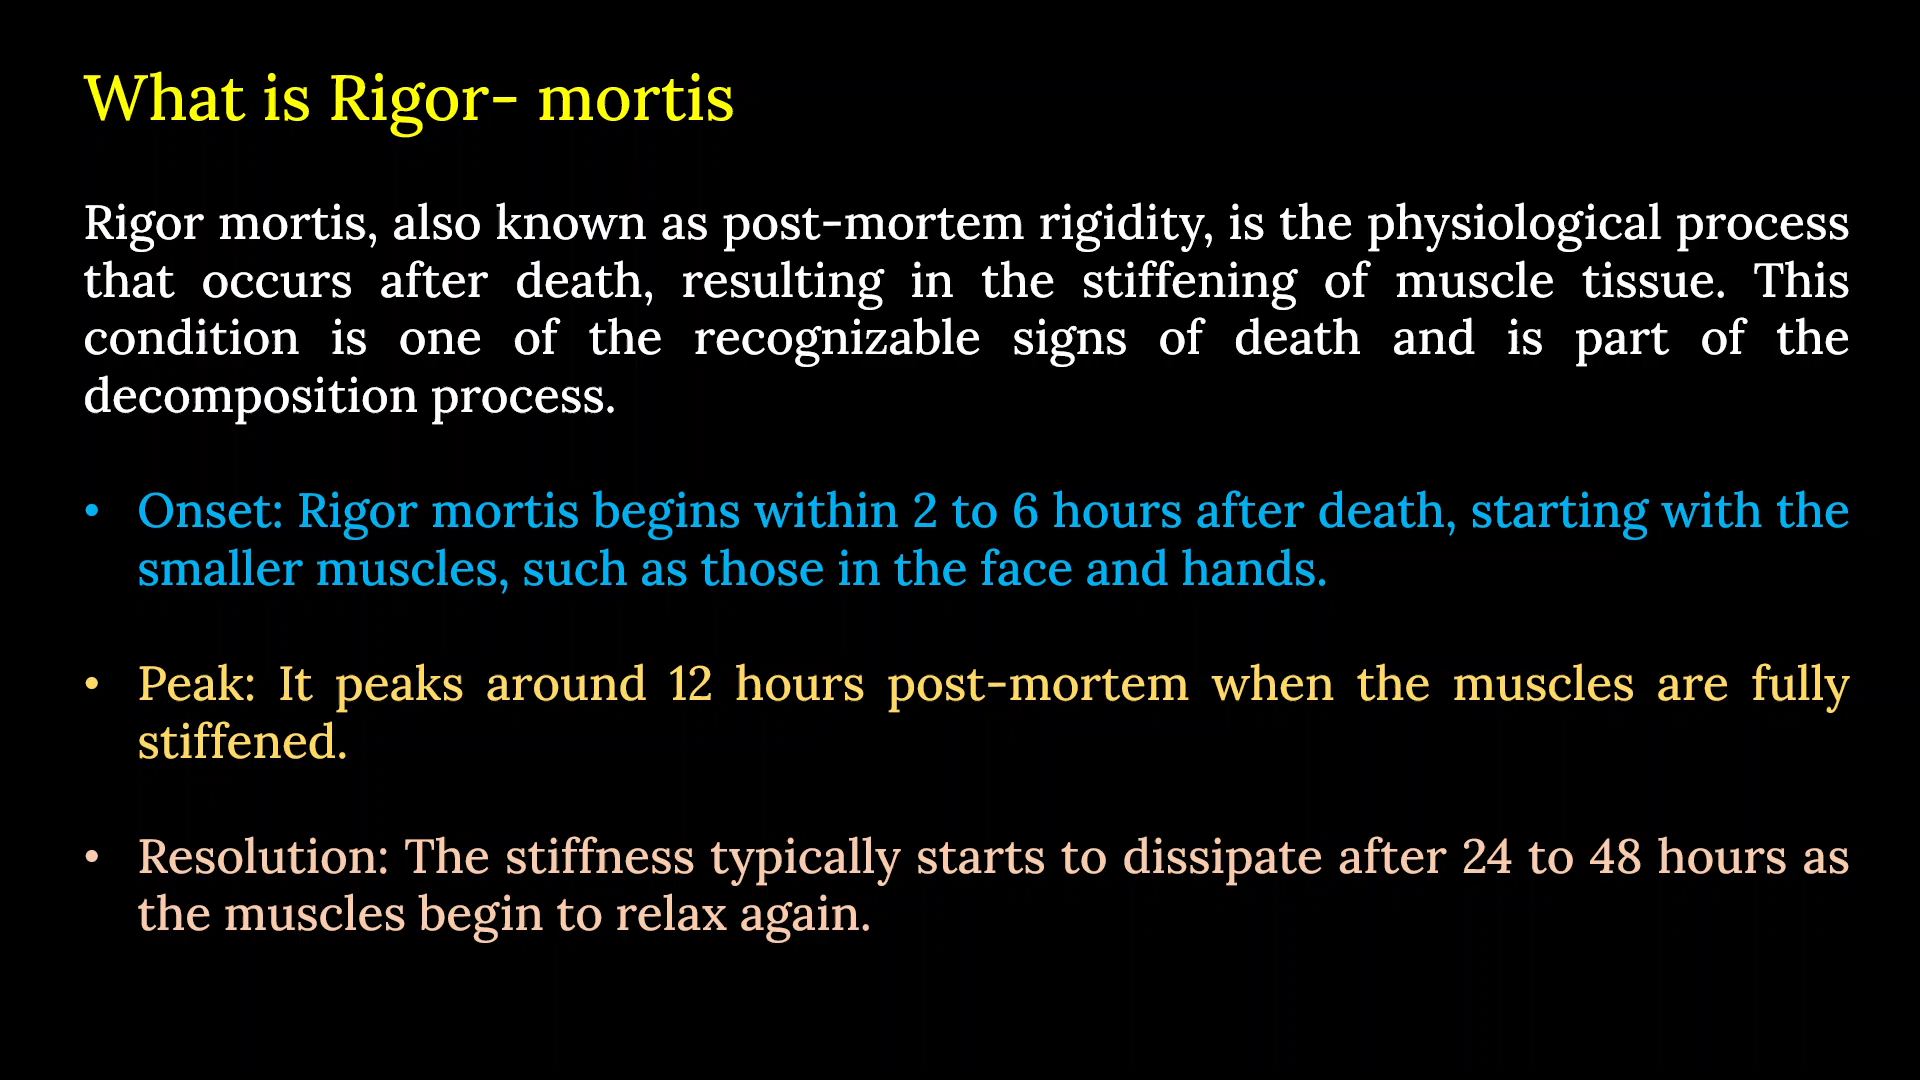 What is Rigor- mortis
Rigor mortis, also known as post-mortem rigidity, is the physiological process
that occurs after death, resulting in the stiffening of muscle tissue. This
condition is one of the recognizable signs of death and is part of the
decomposition process.
• Onset: Rigor mortis begins within 2 to 6 hours after death, starting with the
smaller muscles, such as those in the face and hands.
• Peak: It peaks around 12 hours post-mortem when the muscles are fully
stiffened.
• Resolution: The stiffness typically starts to dissipate after 24 to 48 hours as
the muscles begin to relax again.